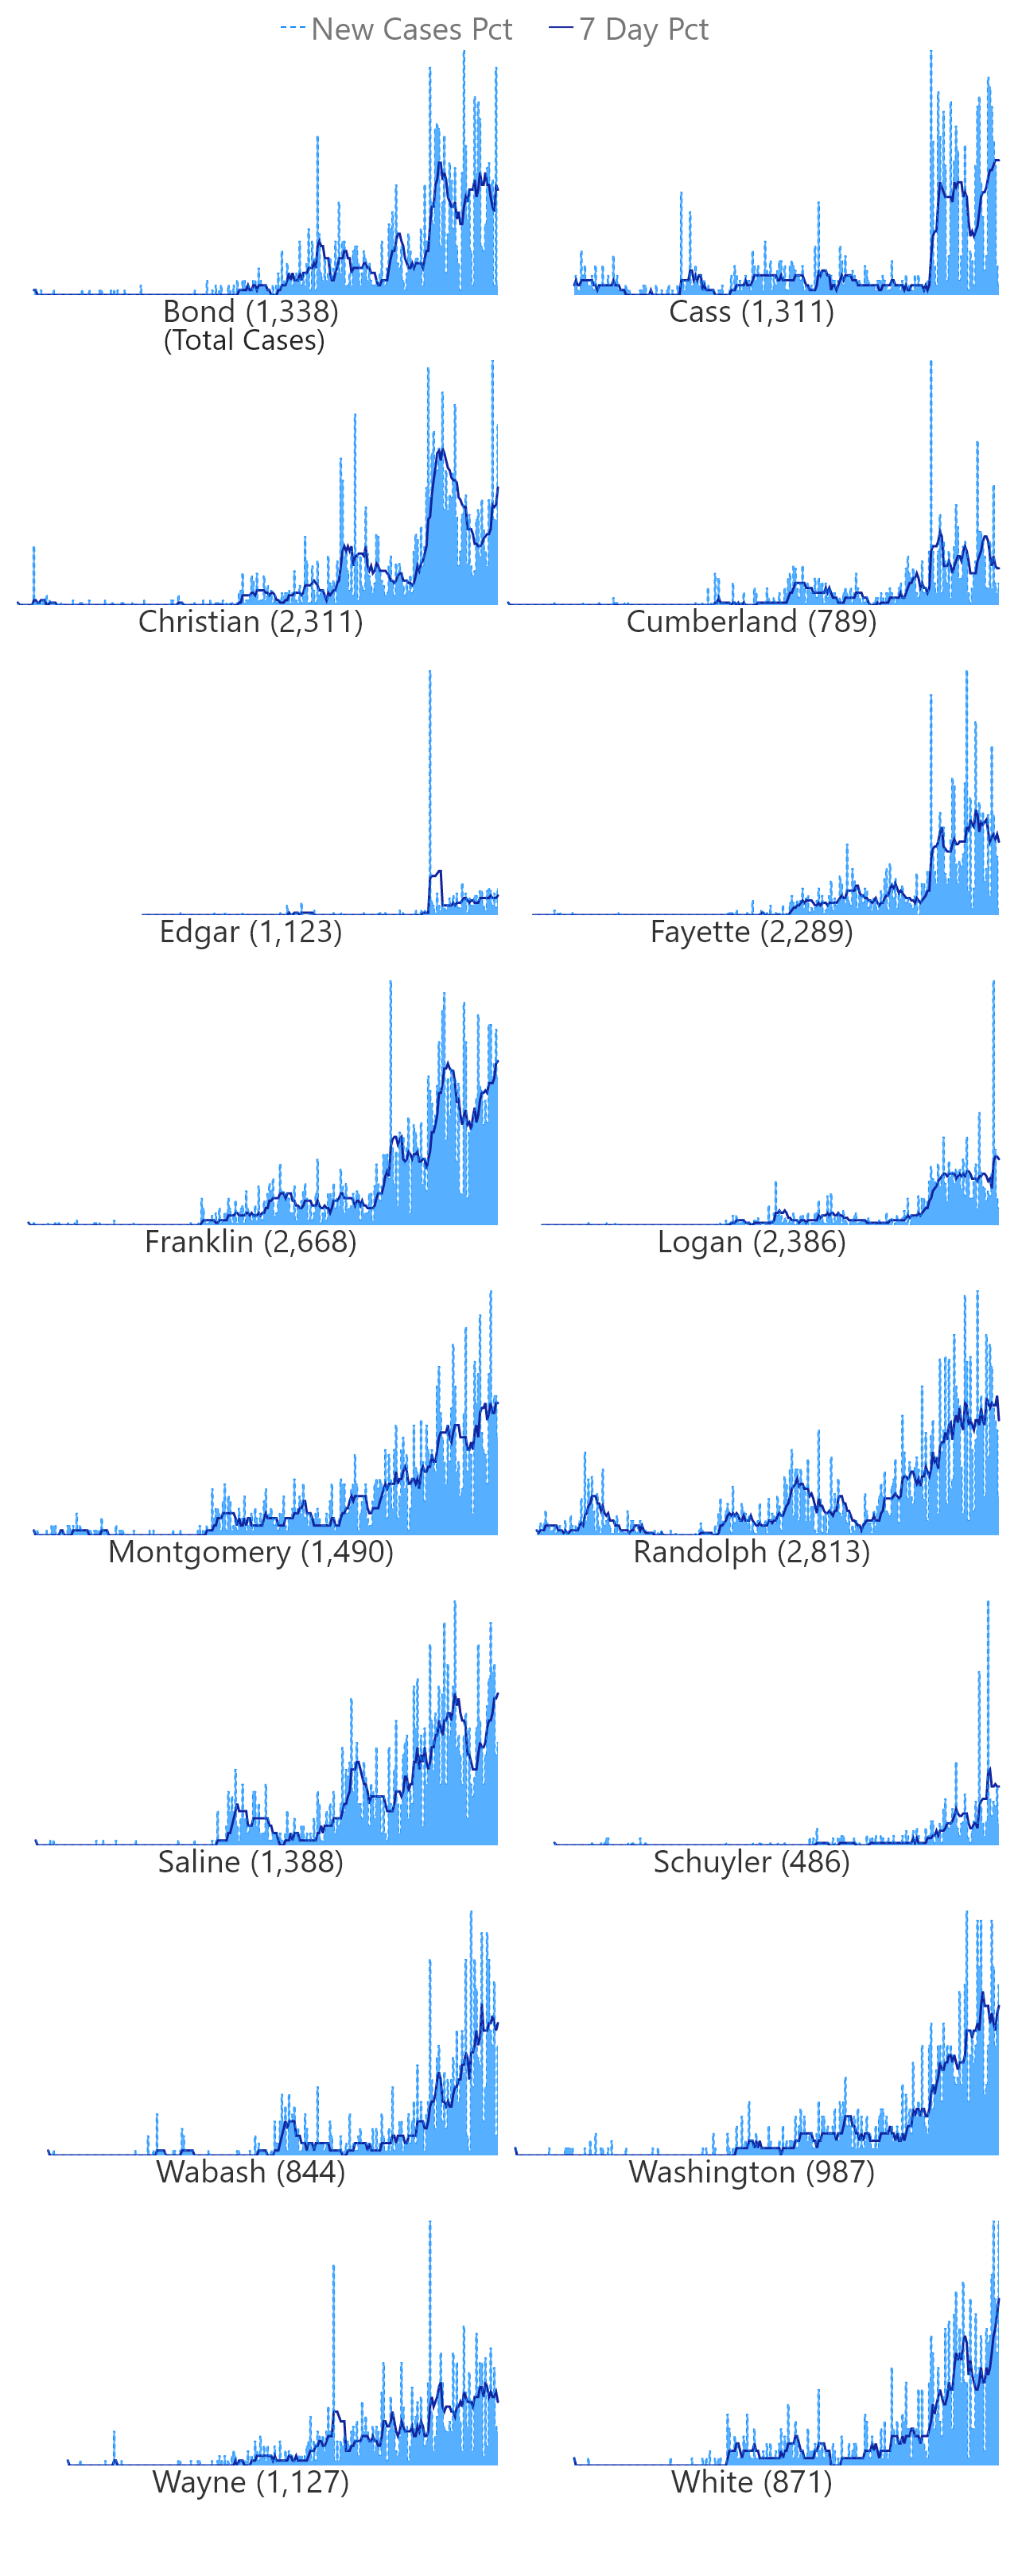 New Cases Pct 7 Day Pct
Bond (1,338) Cass (1,311)
(Total Cases)
Christian (2,311) Cumberland (789)
Edgar (1,123) Fayette (2,289)
Franklin (2,668) Logan (2,386)
Montgomery (1,490) Randolph (2,813)
Saline (1,388) Schuyler (486)
Wabash (844) Washington (987)
Wayne (1,127) White (871)